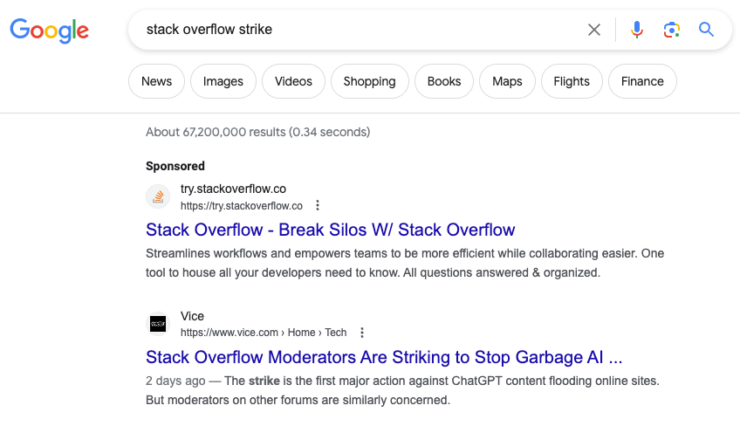 Google
stack overflow strike
News Images Videos Shopping Books Maps Flights Finance
About 67,200,000 results (0.34 seconds)
Sponsored
try.stackoverflow.co
https://try.stackoverflow.co
Stack Overflow - Break Silos W/ Stack Overflow
Streamlines workflows and empowers teams to be more efficient while collaborating easier. One
tool to house all your developers need to know. All questions answered & organized.
Vice
https://www.vice.com › Home › Tech
Stack Overflow Moderators Are Striking to Stop Garbage AI ...
2 days ago — The strike is the first major action against ChatGPT content flooding online sites.
But moderators on other forums are similarly concerned.